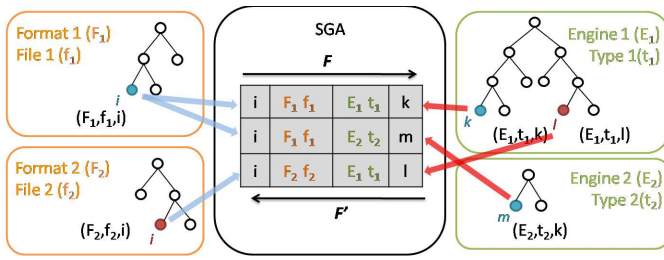 Format 1 (F₁)
File 1 (f₁)
i
(F₁,f₁,i)
Format 2 (F₂)
File 2 (f₂)
i
(F₂,f₂,i)
SGA
F
i F₁ f₁ E₁ t₁ k
i F₁ f₁ E₂ t₂ m
i F₂ f₂ E₁ t₁ l
F'
Engine 1 (E₁)
Type 1(t₁)
k
l
(E₁,t₁,k) (E₁,t₁,l)
Engine 2 (E₂)
Type 2(t₂)
m
(E₂,t₂,k)